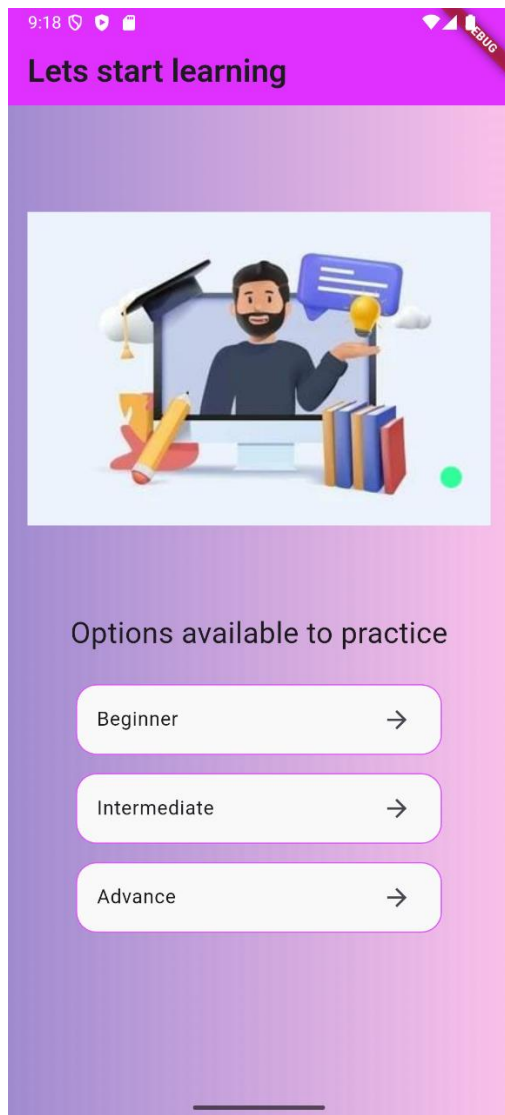 9:18
DEBUG
Lets start learning
Options available to practice
Beginner
Intermediate
Advance